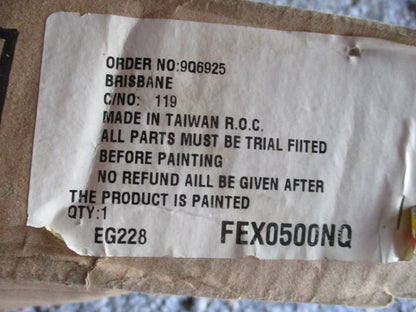 ORDER NO:9Q6925
BRISBANE
C/NO: 119
MADE IN TAIWAN R.O.C.
ALL PARTS MUST BE TRIAL FIITED
BEFORE PAINTING
NO REFUND AILL BE GIVEN AFTER
THE PRODUCT IS PAINTED
QTY:1
EG228 FEX0500NQ